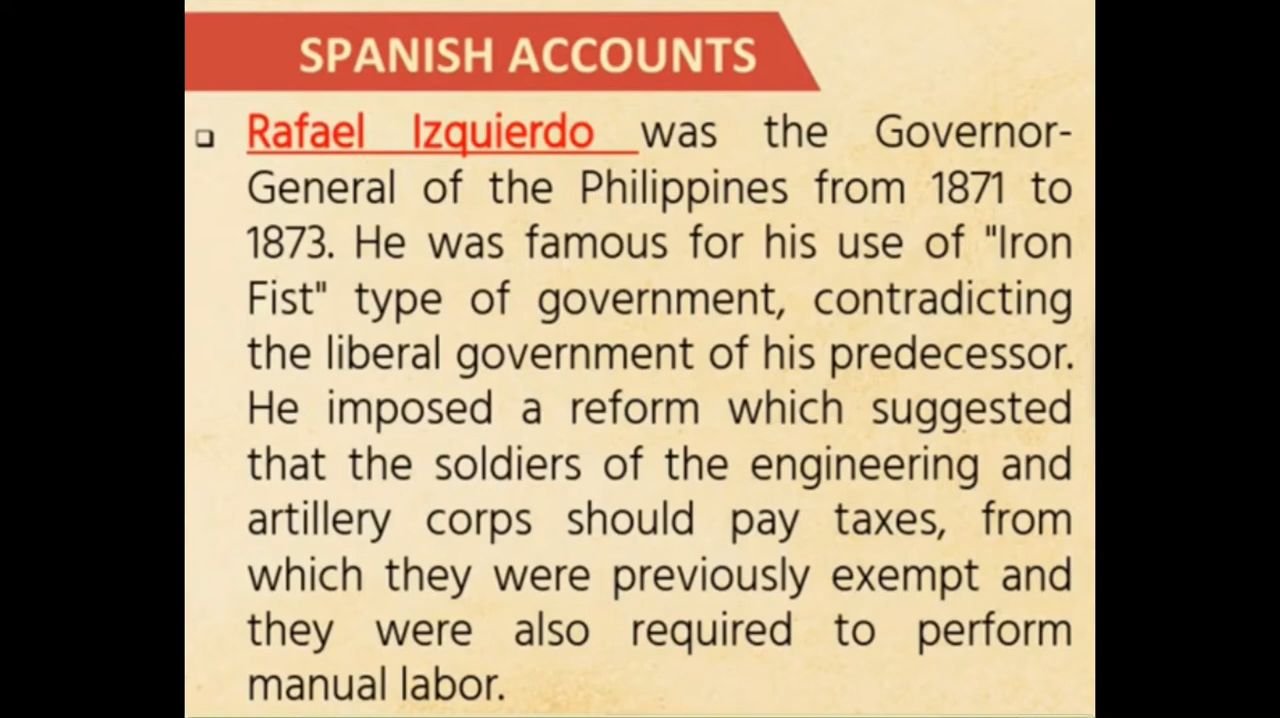 SPANISH ACCOUNTS
❑ Rafael Izquierdo was the Governor-
General of the Philippines from 1871 to
1873. He was famous for his use of "Iron
Fist" type of government, contradicting
the liberal government of his predecessor.
He imposed a reform which suggested
that the soldiers of the engineering and
artillery corps should pay taxes, from
which they were previously exempt and
they were also required to perform
manual labor.